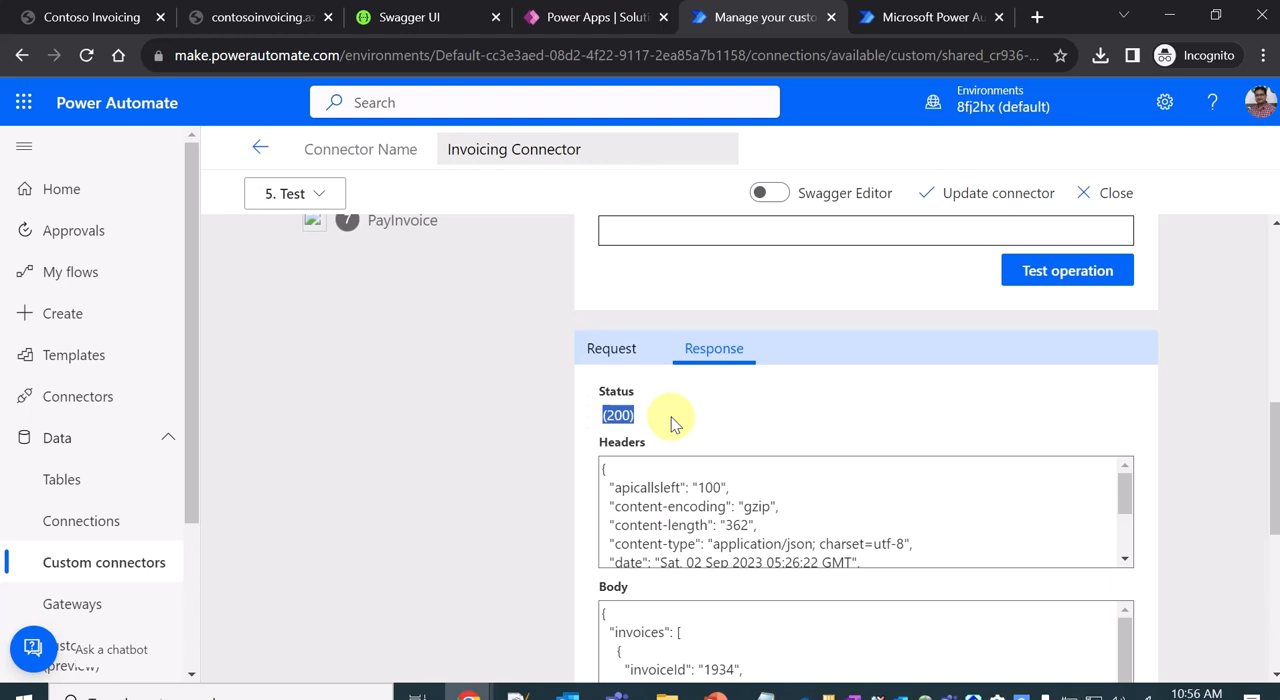 Contoso Invoicing
contosoinvoicing.az
Swagger UI
Power Apps | Soluti
Manage your custo
Microsoft Power Au
make.powerautomate.com/environments/Default-cc3e3aed-08d2-4f22-9117-2ea85a7b1158/connections/available/custom/shared_cr936-...
Incognito
Power Automate
Search
Environments
8fj2hx (default)
Connector Name
Invoicing Connector
5. Test
Swagger Editor
Update connector
Close
Home
Approvals
My flows
Create
Templates
Connectors
Data
Tables
Connections
Custom connectors
Gateways
Ask a chatbot
(preview)
7
PayInvoice
Test operation
Request
Response
Status
(200)
Headers
{
"apicallsleft": "100",
"content-encoding": "gzip",
"content-length": "362",
"content-type": "application/json; charset=utf-8",
"date": "Sat, 02 Sep 2023 05:26:22 GMT",
Body
{
"invoices": [
{
"invoiceId": "1934",
10:56 AM